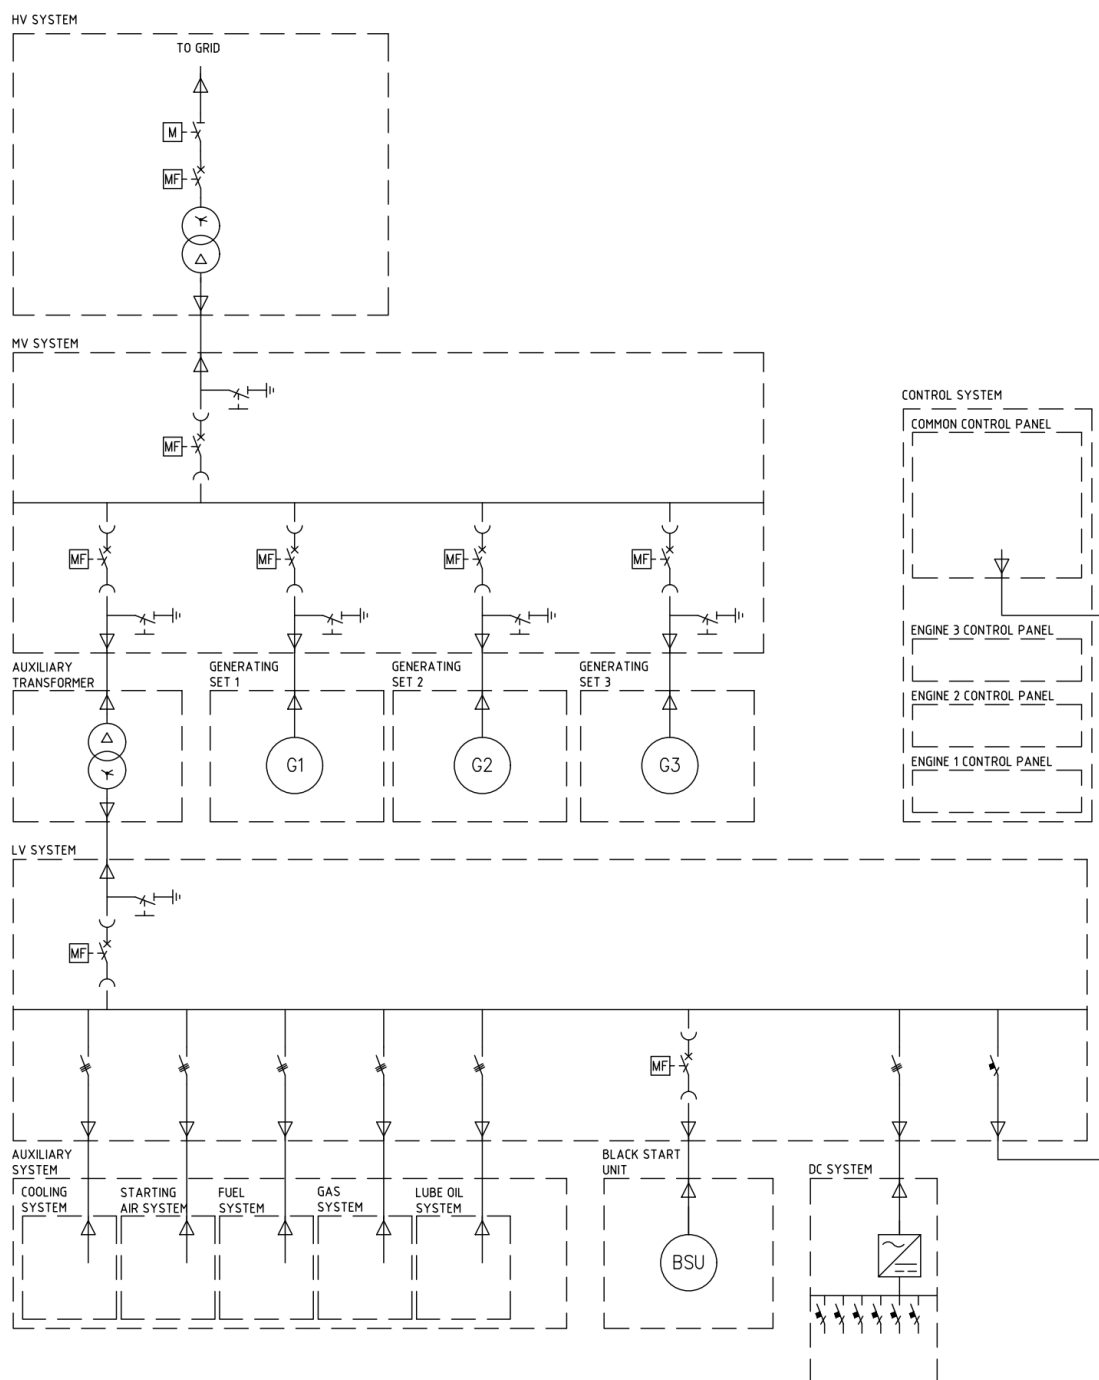 HV SYSTEM
TO GRID
M
MF
MV SYSTEM
MF
CONTROL SYSTEM
COMMON CONTROL PANEL
MF
MF
MF
MF
ENGINE 3 CONTROL PANEL
ENGINE 2 CONTROL PANEL
ENGINE 1 CONTROL PANEL
AUXILIARY
TRANSFORMER
GENERATING
SET 1
GENERATING
SET 2
GENERATING
SET 3
G1
G2
G3
LV SYSTEM
MF
MF
AUXILIARY
SYSTEM
COOLING
SYSTEM
STARTING
AIR SYSTEM
FUEL
SYSTEM
GAS
SYSTEM
LUBE OIL
SYSTEM
BLACK START
UNIT
BSU
DC SYSTEM